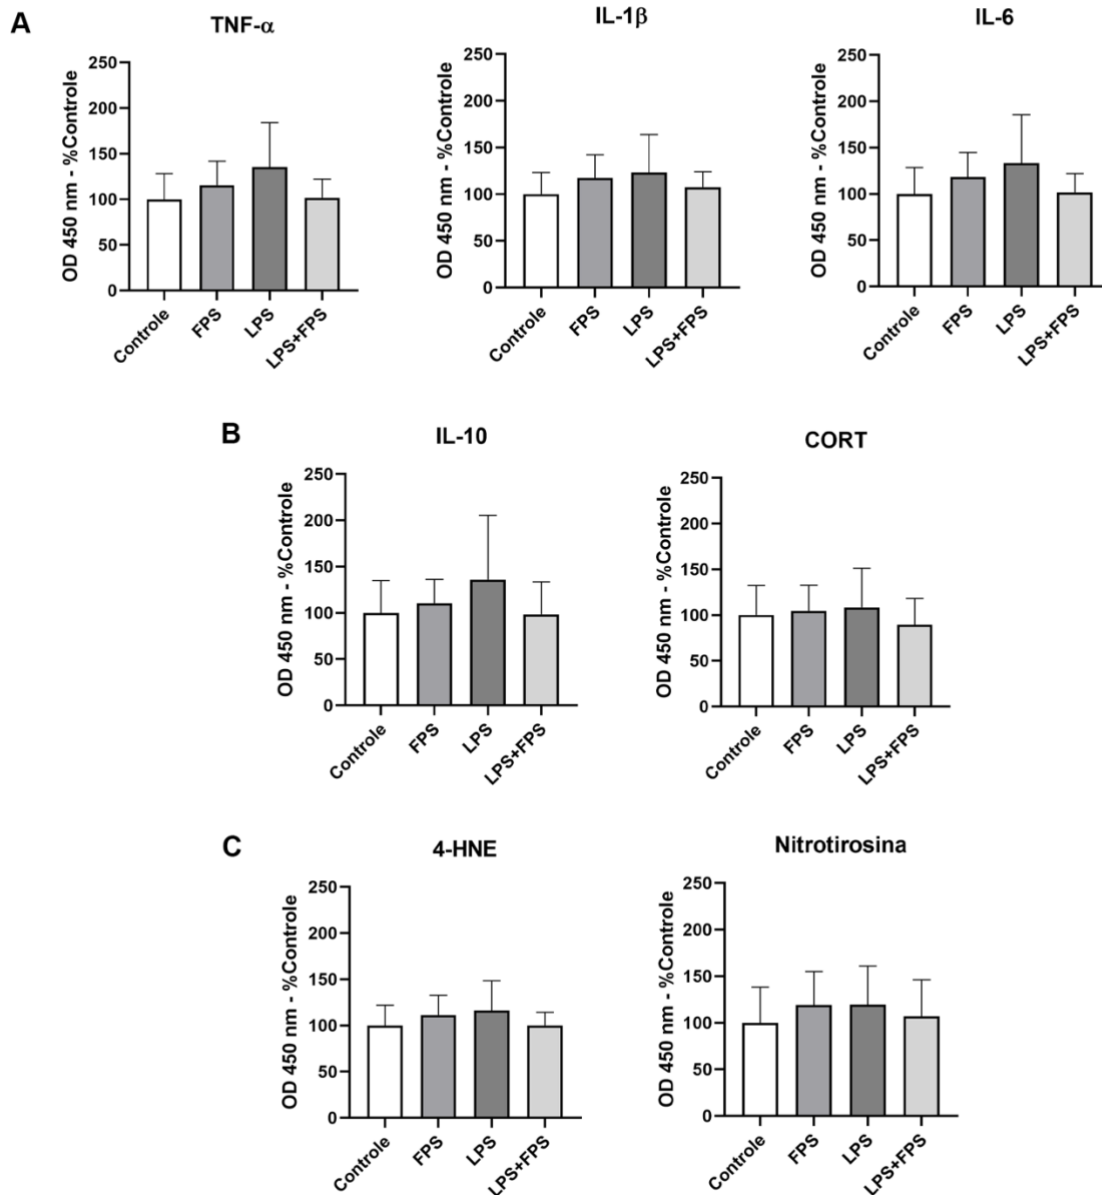 A
TNF-α
OD 450 nm - %Controle
250
200
150
100
50
0
Controle
FPS
LPS
LPS+FPS
IL-1β
OD 450 nm - %Controle
250
200
150
100
50
0
Controle
FPS
LPS
LPS+FPS
IL-6
OD 450 nm - %Controle
250
200
150
100
50
0
Controle
FPS
LPS
LPS+FPS
B
IL-10
OD 450 nm - %Controle
250
200
150
100
50
0
Controle
FPS
LPS
LPS+FPS
CORT
OD 450 nm - %Controle
250
200
150
100
50
0
Controle
FPS
LPS
LPS+FPS
C
4-HNE
OD 450 nm - %Controle
250
200
150
100
50
0
Controle
FPS
LPS
LPS+FPS
Nitrotirosina
OD 450 nm - %Controle
250
200
150
100
50
0
Controle
FPS
LPS
LPS+FPS